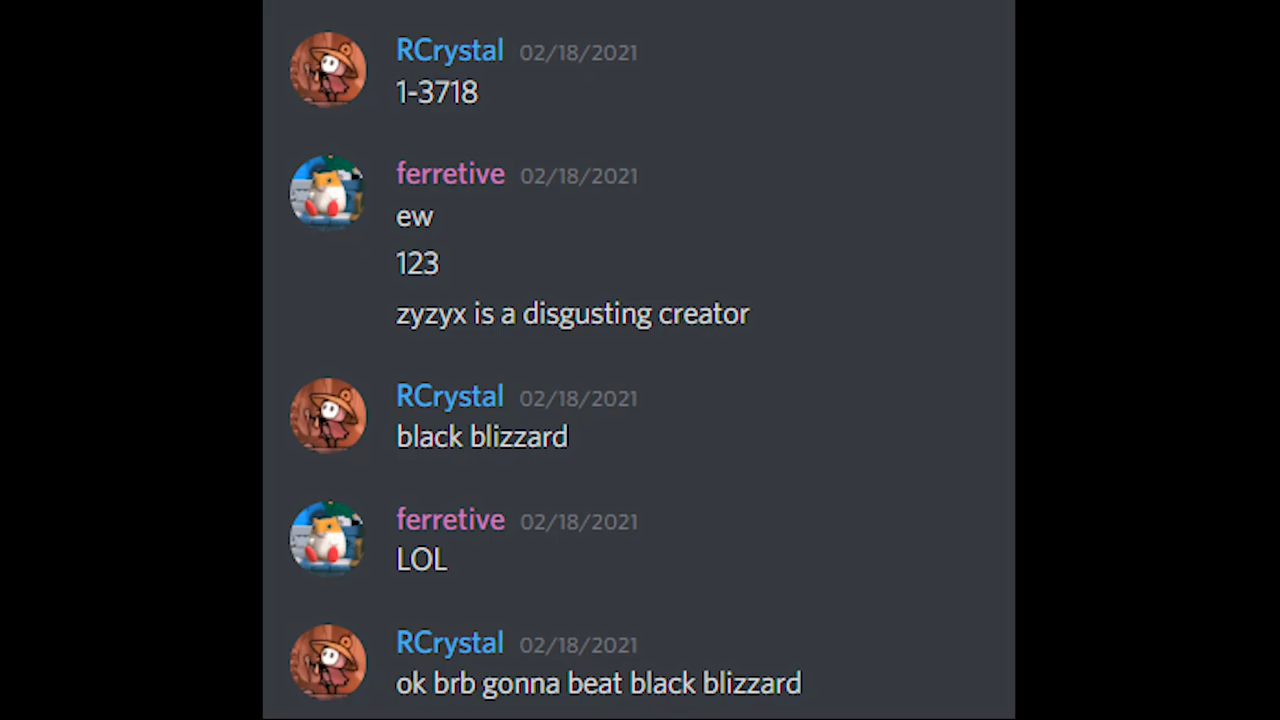 RCrystal 02/18/2021
1-3718
ferretive 02/18/2021
ew
123
zyzyx is a disgusting creator
RCrystal 02/18/2021
black blizzard
ferretive 02/18/2021
LOL
RCrystal 02/18/2021
ok brb gonna beat black blizzard